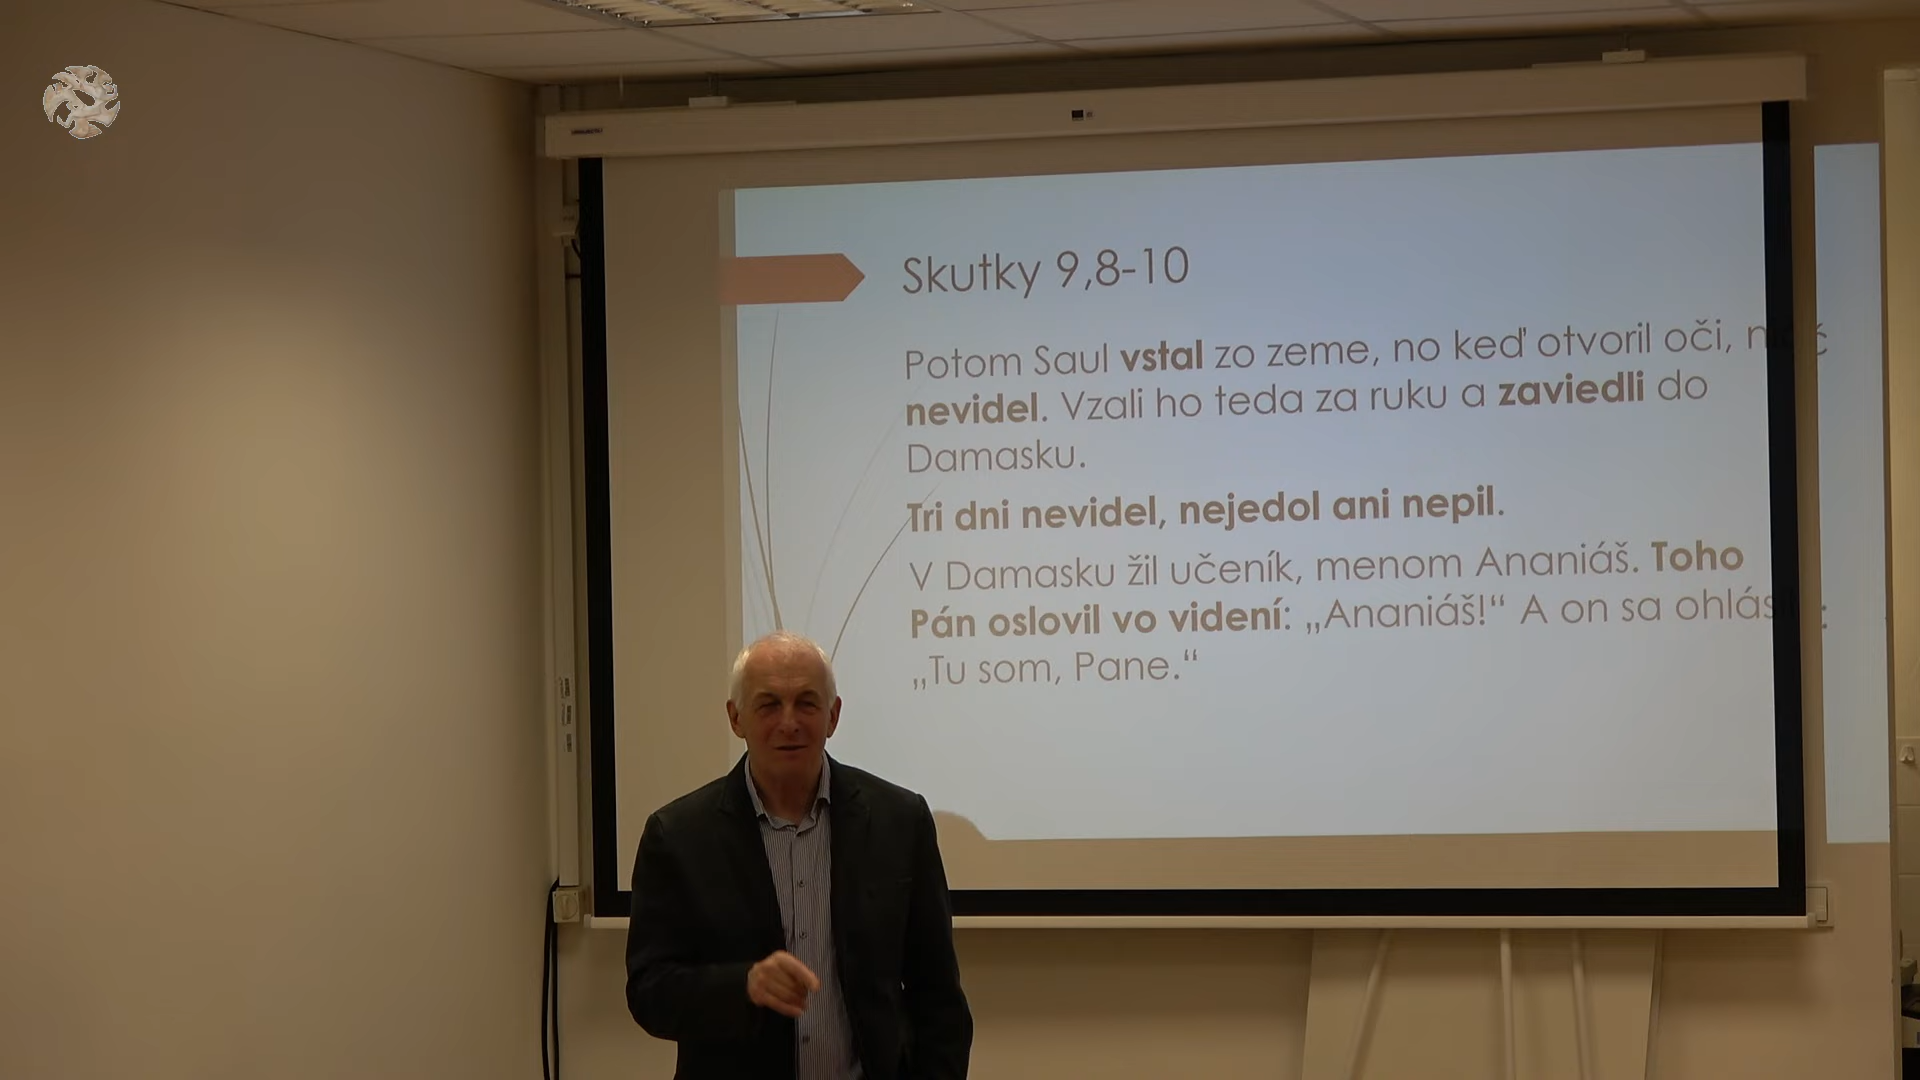 Skutky 9,8-10
Potom Saul vstal zo zeme, no keď otvoril oči, nič
nevidel. Vzali ho teda za ruku a zaviedli do
Damasku.
Tri dni nevidel, nejedol ani nepil.
V Damasku žil učeník, menom Ananiáš. Toho
Pán oslovil vo videní: „Ananiáš!“ A on sa ohlásil:
„Tu som, Pane.“